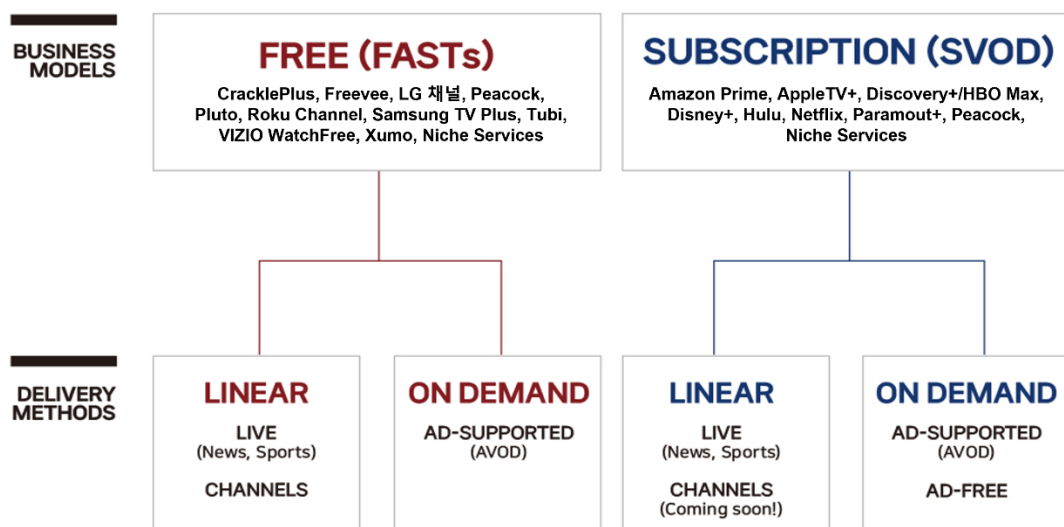 BUSINESS
MODELS
FREE (FASTs)
CracklePlus, Freevee, LG 채널, Peacock,
Pluto, Roku Channel, Samsung TV Plus, Tubi,
VIZIO WatchFree, Xumo, Niche Services
SUBSCRIPTION (SVOD)
Amazon Prime, AppleTV+, Discovery+/HBO Max,
Disney+, Hulu, Netflix, Paramout+, Peacock,
Niche Services
DELIVERY
METHODS
LINEAR
LIVE
(News, Sports)
CHANNELS
ON DEMAND
AD-SUPPORTED
(AVOD)
LINEAR
LIVE
(News, Sports)
CHANNELS
(Coming soon!)
ON DEMAND
AD-SUPPORTED
(AVOD)
AD-FREE